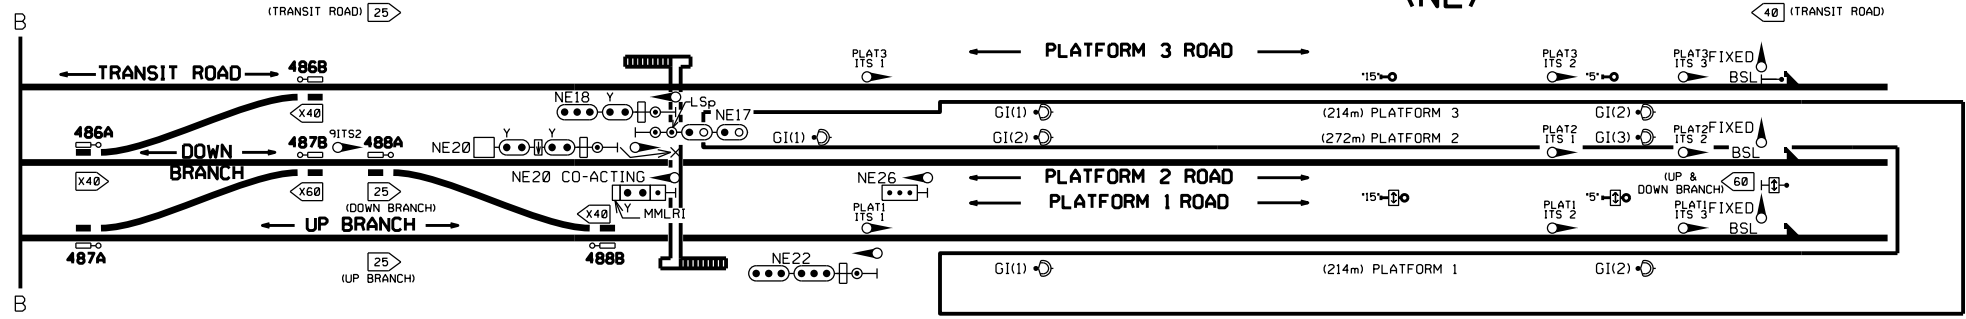 (TRANSIT ROAD) 25
40 (TRANSIT ROAD)
B
PLATFORM 3 ROAD
PLAT3
ITS 1
PLAT3
ITS 2
PLAT3
ITS 3
FIXED
BSL
TRANSIT ROAD
486B
"15"
"5"
X40
NE18
Y
LSp
NE17
GI(1)
(214m) PLATFORM 3
GI(2)
486A
9ITS2
487B
488A
DOWN
BRANCH
NE20
Y
Y
GI(1)
GI(2)
(272m) PLATFORM 2
GI(3)
PLAT2
ITS 1
PLAT2
ITS 2
FIXED
BSL
X40
X60
25
(DOWN BRANCH)
NE20 CO-ACTING
NE26
PLATFORM 2 ROAD
(UP &
DOWN BRANCH)
60
X40
Y
MMLRI
PLATFORM 1 ROAD
"15"
"5"
PLAT1
ITS 1
PLAT1
ITS 2
PLAT1
ITS 3
FIXED
BSL
UP BRANCH
487A
25
(UP BRANCH)
488B
NE22
GI(1)
(214m) PLATFORM 1
GI(2)
B